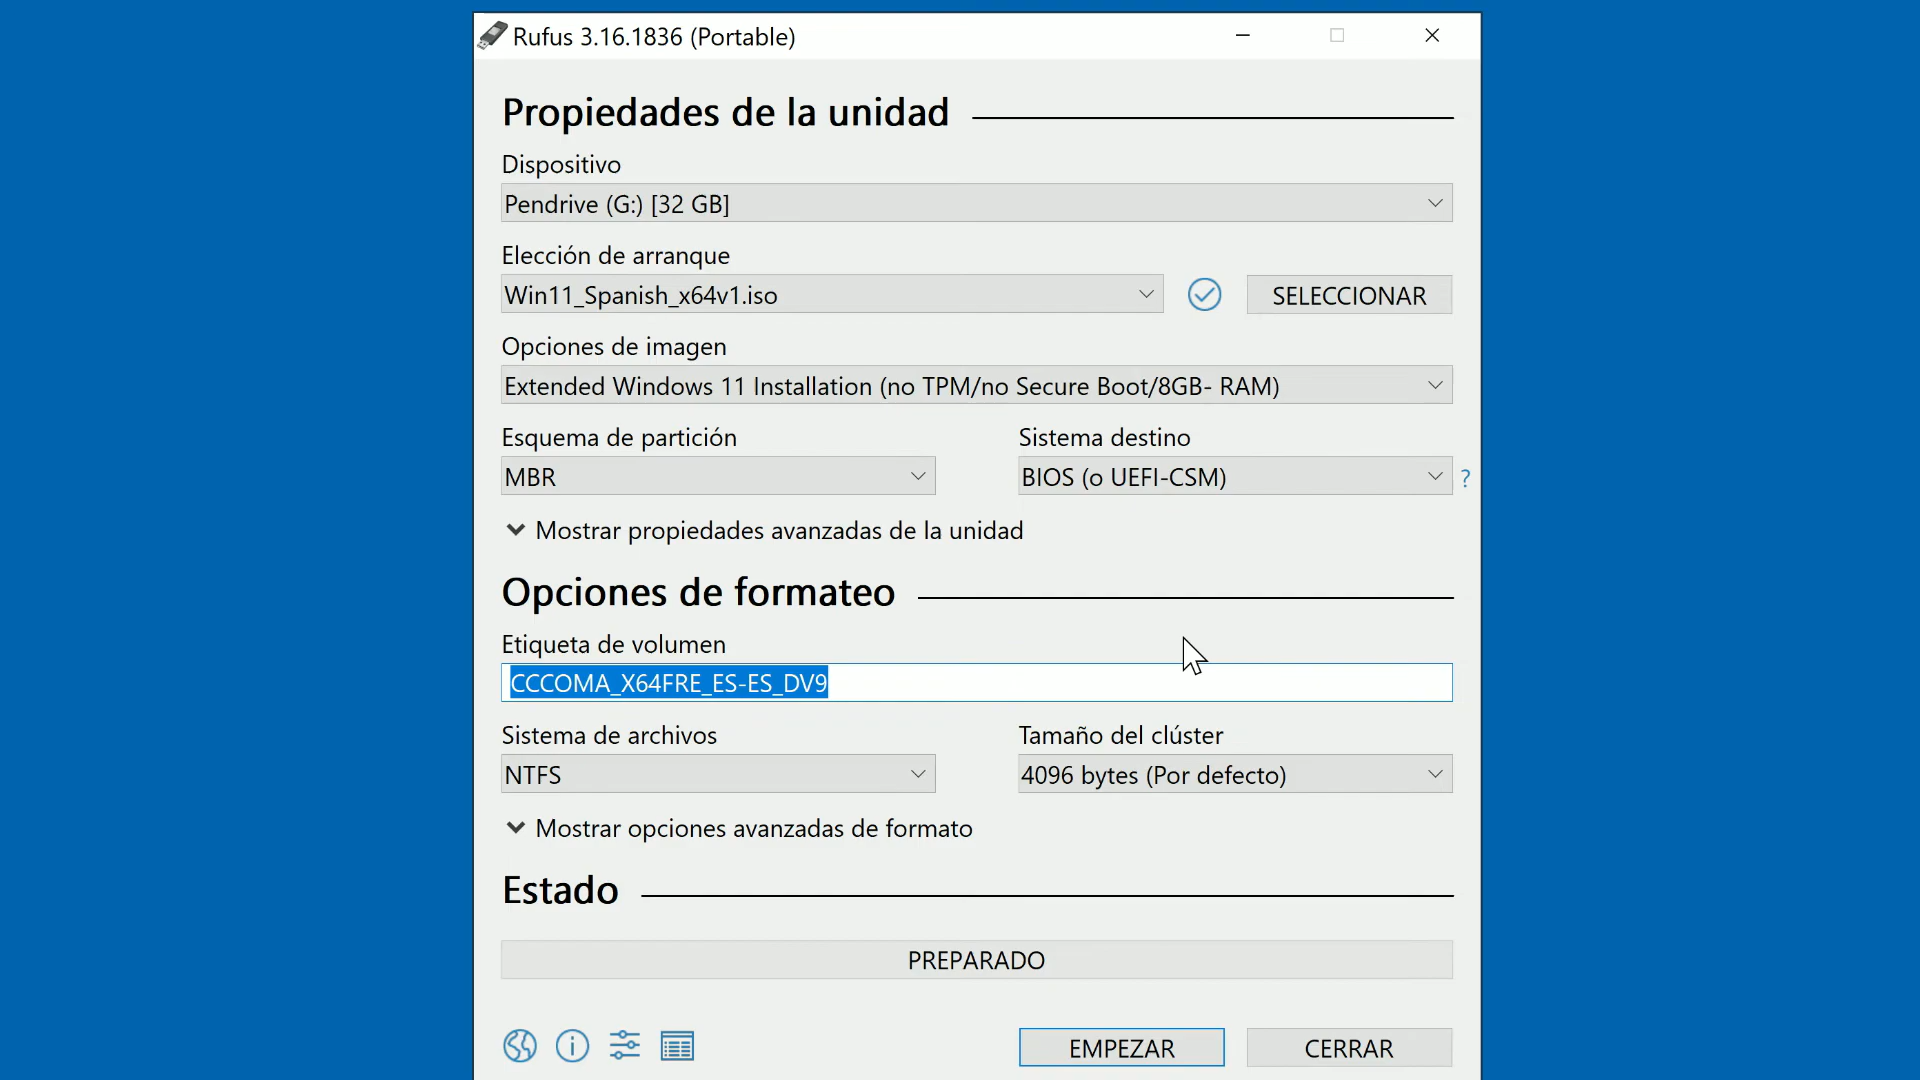 Rufus 3.16.1836 (Portable)
Propiedades de la unidad
Dispositivo
Pendrive (G:) [32 GB]
Elección de arranque
Win11_Spanish_x64v1.iso
SELECCIONAR
Opciones de imagen
Extended Windows 11 Installation (no TPM/no Secure Boot/8GB- RAM)
Esquema de partición
Sistema destino
MBR
BIOS (o UEFI-CSM)
?
Mostrar propiedades avanzadas de la unidad
Opciones de formateo
Etiqueta de volumen
CCCOMA_X64FRE_ES-ES_DV9
Sistema de archivos
Tamaño del clúster
NTFS
4096 bytes (Por defecto)
Mostrar opciones avanzadas de formato
Estado
PREPARADO
EMPEZAR
CERRAR